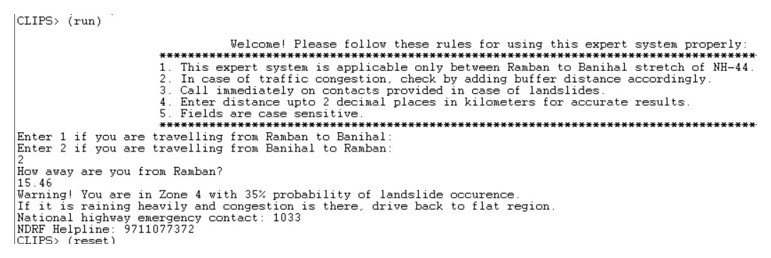 CLIPS> (run)
Welcome! Please follow these rules for using this expert system properly:
****************************************************************************
1. This expert system is applicable only between Ramban to Banihal stretch of NH-44.
2. In case of traffic congestion, check by adding buffer distance accordingly.
3. Call immediately on contacts provided in case of landslides.
4. Enter distance upto 2 decimal places in kilometers for accurate results.
5. Fields are case sensitive.
****************************************************************************
Enter 1 if you are travelling from Ramban to Banihal:
Enter 2 if you are travelling from Banihal to Ramban:
2
How away are you from Ramban?
15.46
Warning! You are in Zone 4 with 35% probability of landslide occurence.
If it is raining heavily and congestion is there, drive back to flat region.
National highway emergency contact: 1033
NDRF Helpline: 9711077372
CLIPS> (reset)